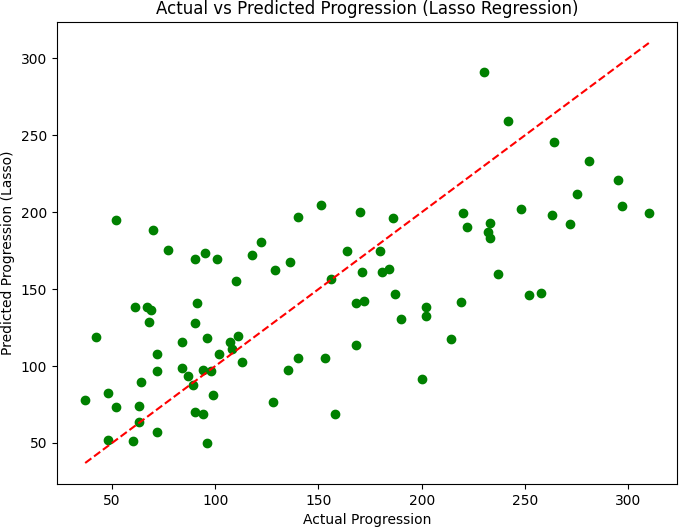 Actual vs Predicted Progression (Lasso Regression)
Predicted Progression (Lasso)
300
250
200
150
100
50
50 100 150 200 250 300
Actual Progression